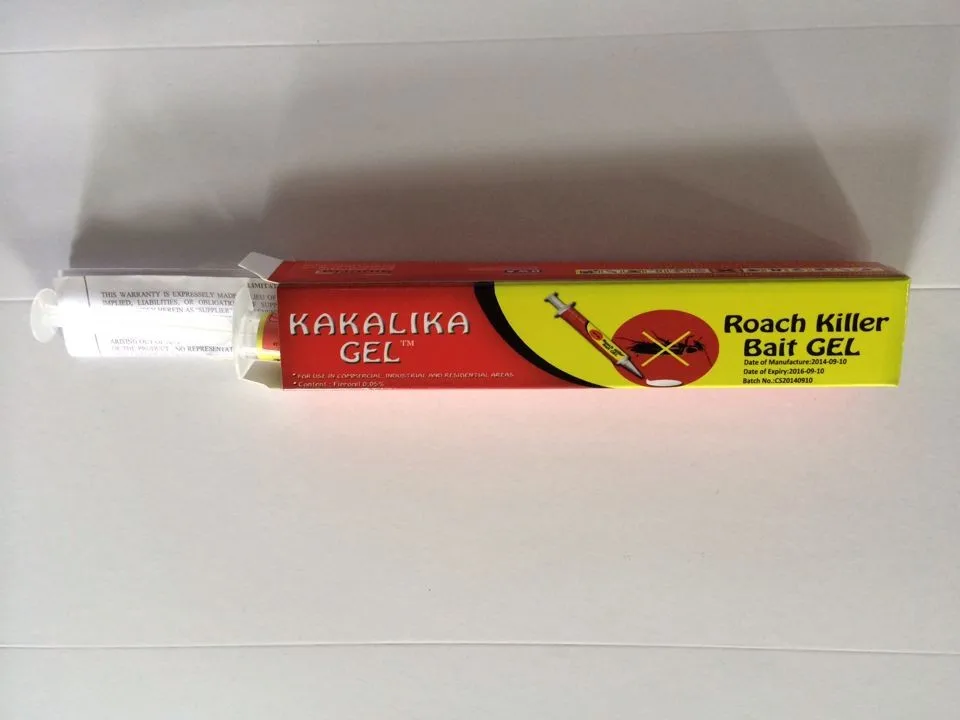 THIS WARRANTY IS EXPRESSELY MADE
IMPLIED, LIABILITIES, OR OBLIGATIO
HEREIN AS "SUPPLIER"
ARISING OUT OF
OF THE PRODUCT . NO REPRESENTAT
KAKALIKA
GEL™
* FOR USE IN COMMERCIAL, INDUSTRIAL AND RESIDENTIAL AREAS
* Content : Fipronil 0.05%
Roach Killer
Bait GEL
Date of Manufacture:2014-09-10
Date of Expiry:2016-09-10
Batch No.:CS20140910